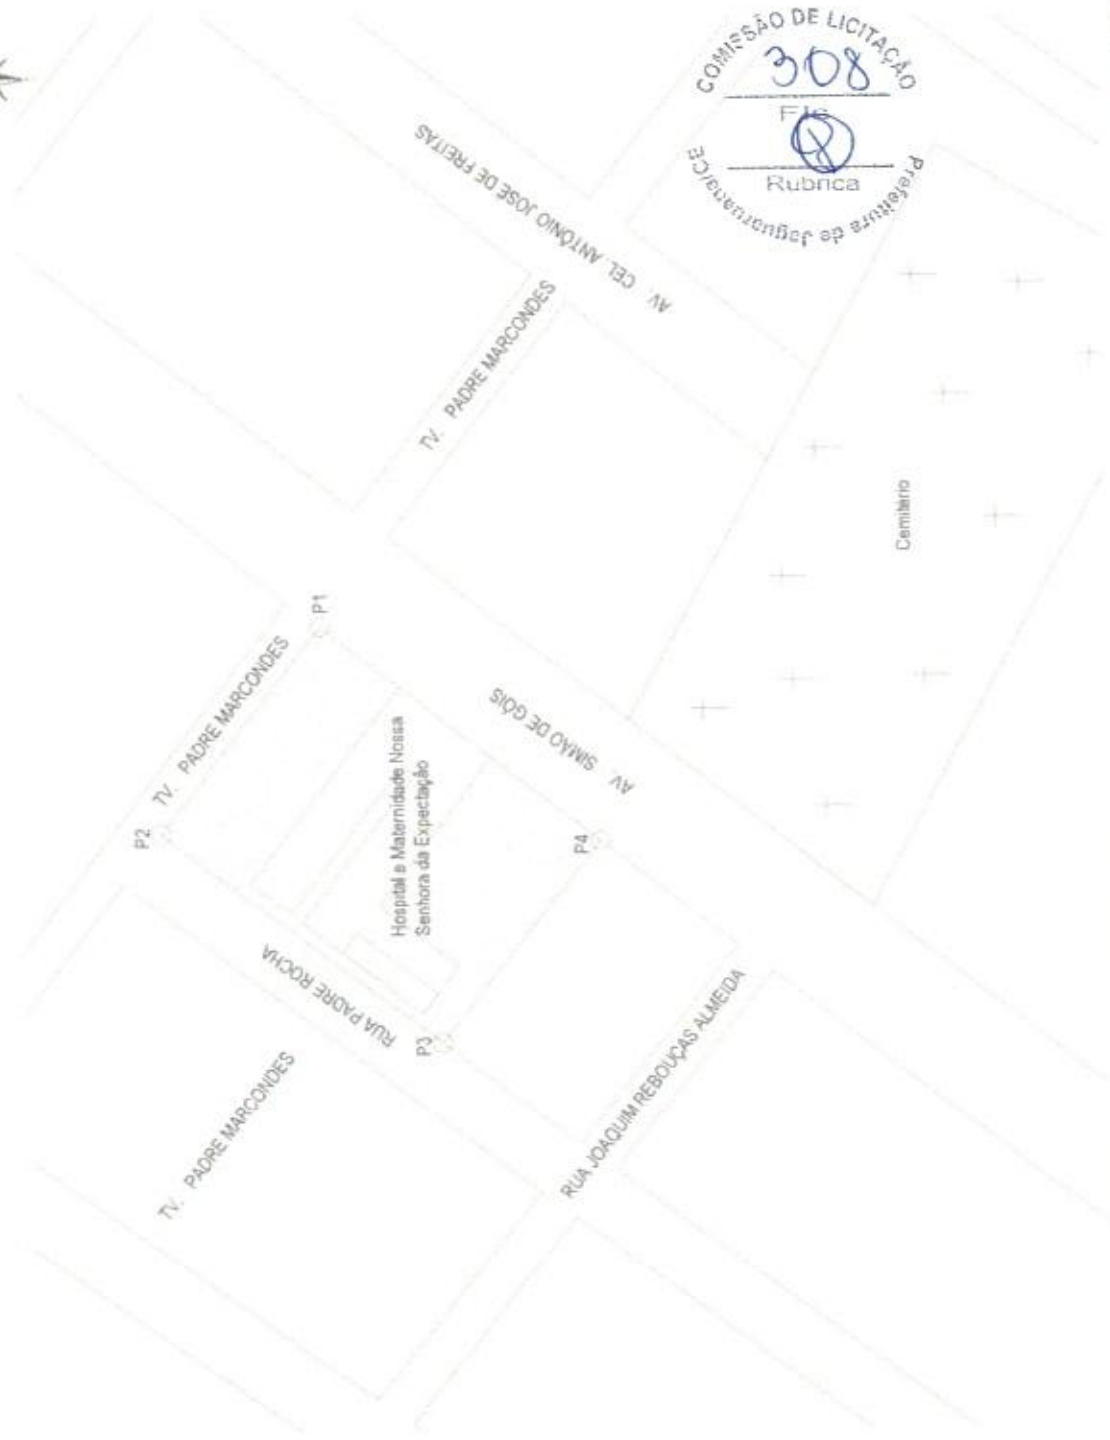 COMISSÃO DE LICITAÇÃO
308
Fls
Rubrica
Prefeitura de Jaguaruana/CE
AV. CEL. ANTÔNIO JOSE DE FREITAS
TV. PADRE MARCONDES
Cemitério
P1
TV. PADRE MARCONDES
P2
AV. SIMÃO DE GÓIS
Hospital e Maternidade Nossa
Senhora da Expectação
P4
RUA PADRE ROCHA
P3
TV. PADRE MARCONDES
RUA JOAQUIM REBOUÇAS ALMEIDA